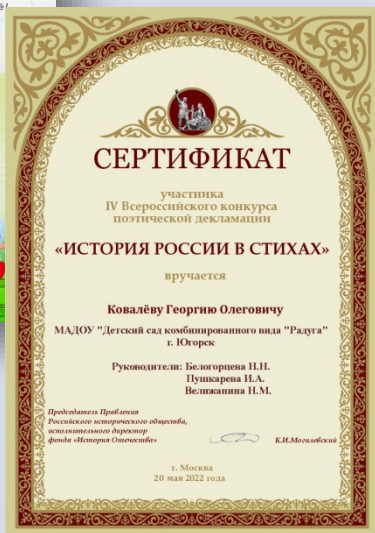 СЕРТИФИКАТ
участника
IV Всероссийского конкурса
поэтической декламации
«ИСТОРИЯ РОССИИ В СТИХАХ»
вручается
Ковалёву Георгию Олеговичу
МАДОУ "Детский сад комбинированного вида "Радуга"
г. Югорск
Руководители: Белогорцева Н.Н.
Пушкарева И.А.
Велижанина Н.М.
Председатель Правления
Российского исторического общества,
исполнительного директор
фонда «История Отечества»
К.И.Могилевский
г. Москва
20 мая 2022 года